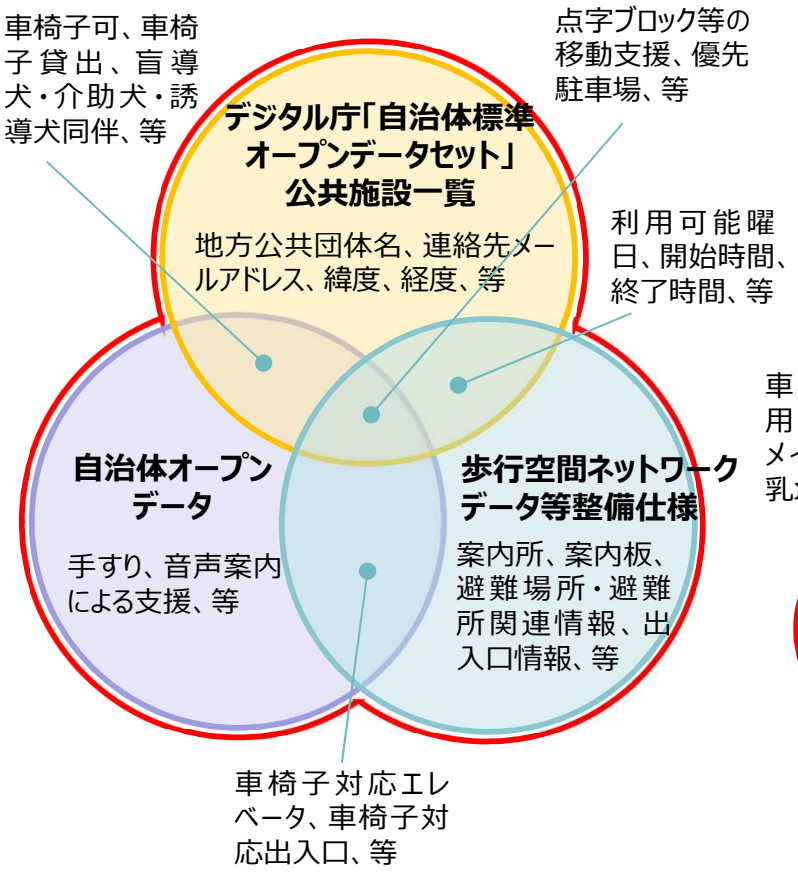 車椅子可、車椅
子貸出、盲導
犬・介助犬・誘
導犬同伴、等
点字ブロック等の
移動支援、優先
駐車場、等
デジタル庁「自治体標準
オープンデータセット」
公共施設一覧
地方公共団体名、連絡先メー
ルアドレス、緯度、経度、等
利用可能曜
日、開始時間、
終了時間、等
車
用
メイ
乳
自治体オープン
データ
手すり、音声案内
による支援、等
歩行空間ネットワーク
データ等整備仕様
案内所、案内板、
避難場所・避難
所関連情報、出
入口情報、等
車椅子対応エレ
ベータ、車椅子対
応出入口、等